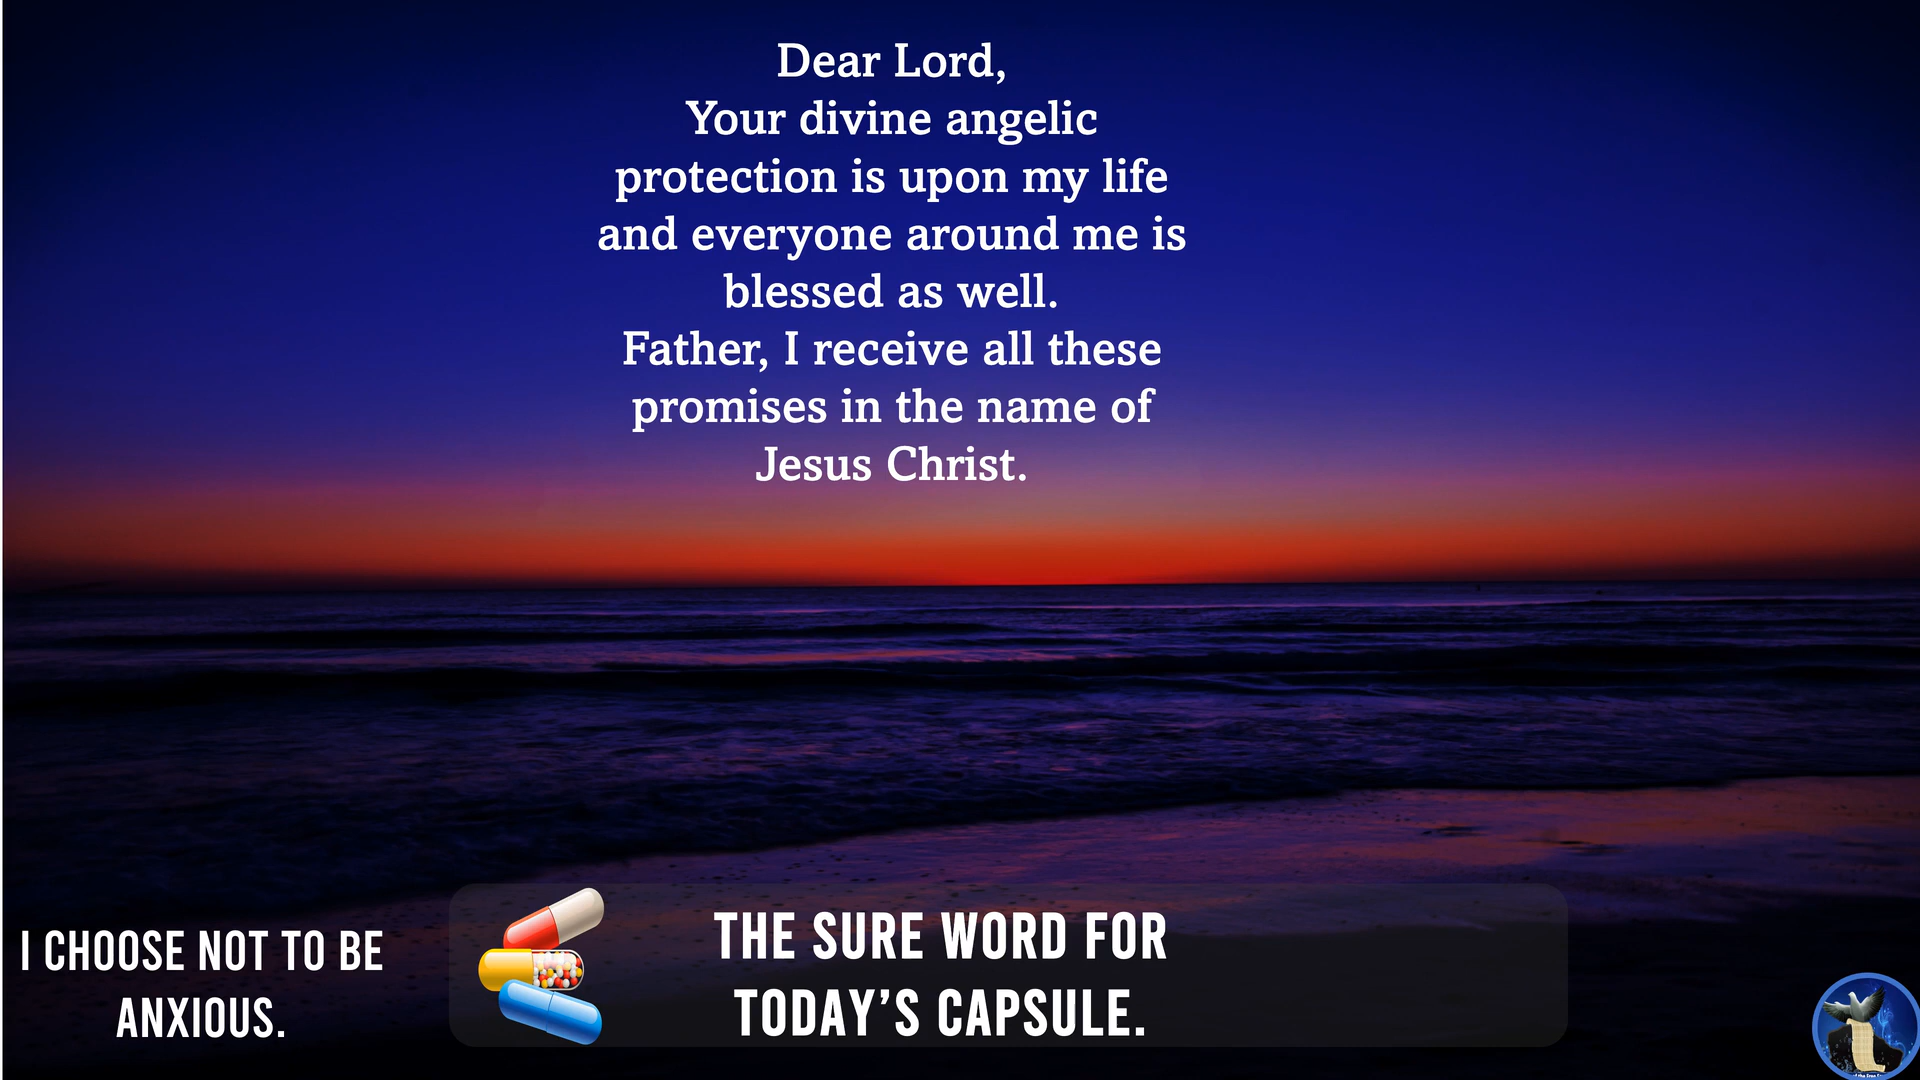 Dear Lord,
Your divine angelic
protection is upon my life
and everyone around me is
blessed as well.
Father, I receive all these
promises in the name of
Jesus Christ.
I CHOOSE NOT TO BE
ANXIOUS.
THE SURE WORD FOR
TODAY’S CAPSULE.